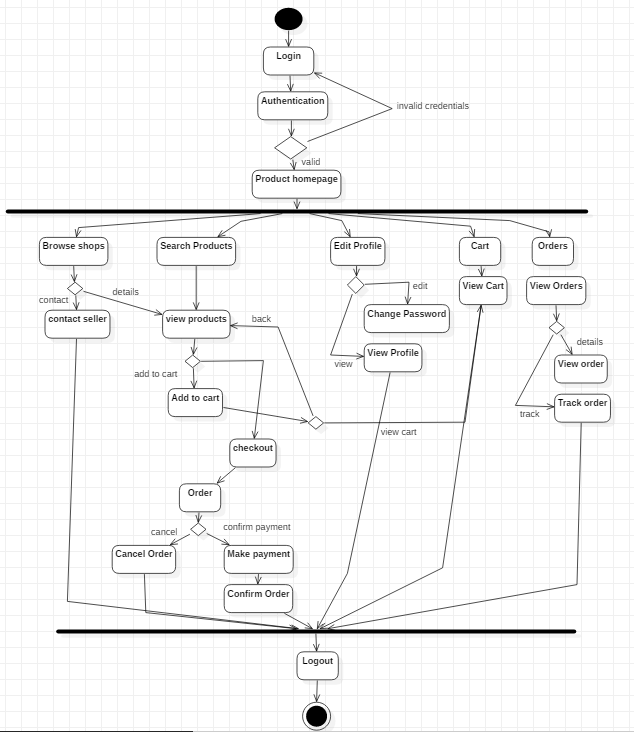 Login
Authentication
invalid credentials
valid
Product homepage
Browse shops
Search Products
Edit Profile
Cart
Orders
contact
details
edit
View Cart
View Orders
contact seller
view products
back
Change Password
details
add to cart
view
View Profile
View order
Add to cart
track
Track order
view cart
checkout
Order
cancel
confirm payment
Cancel Order
Make payment
Confirm Order
Logout